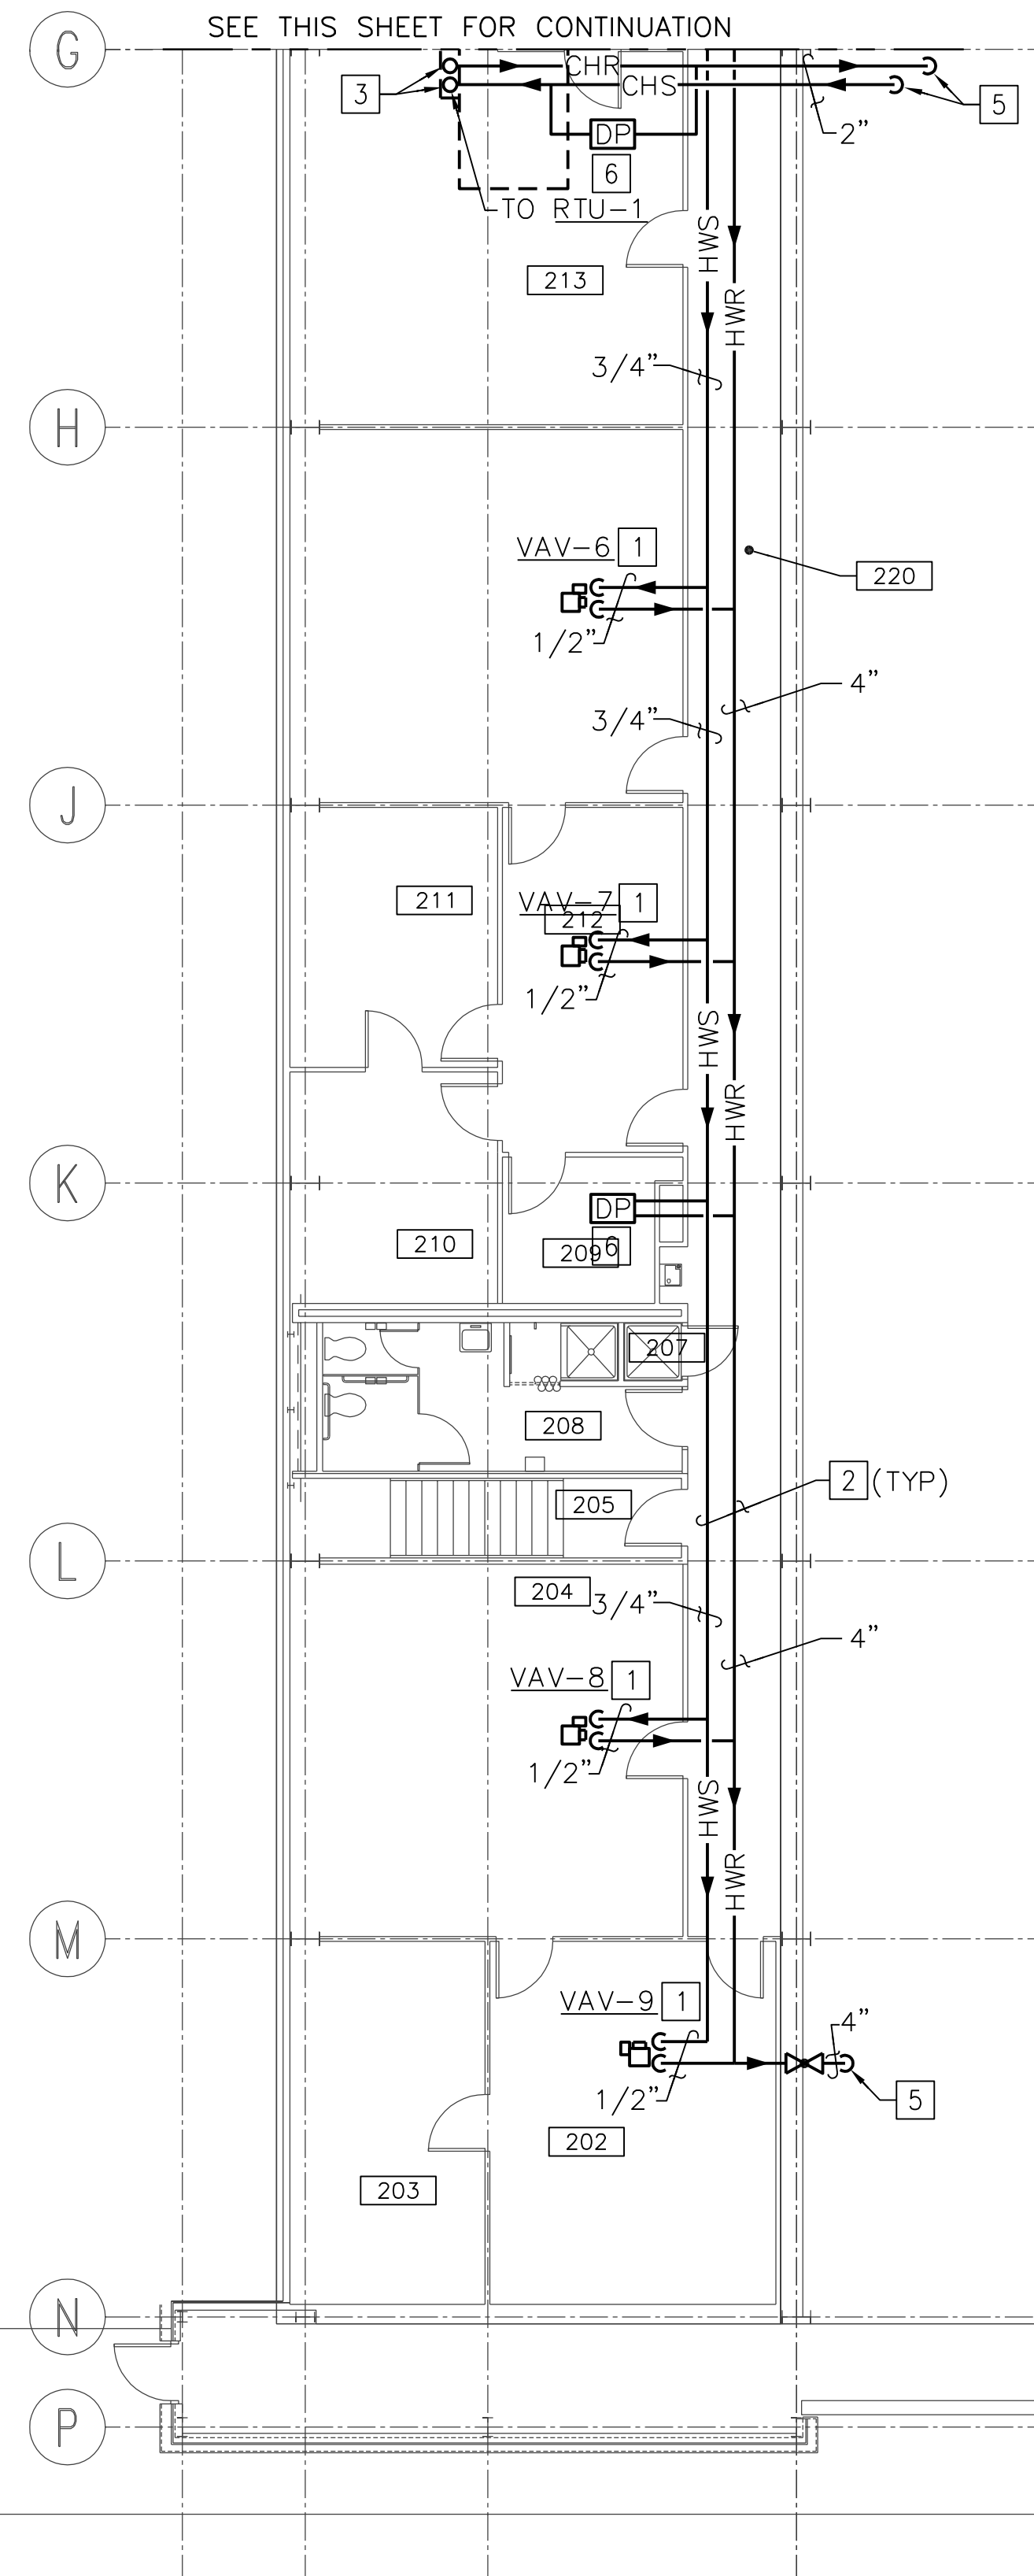 SEE THIS SHEET FOR CONTINUATION
G
CHR
3
CHS
5
DP
2”
6
TO RTU-1
HWS
213
HWR
3/4”
H
VAV-6 1
220
1/2”
4”
3/4”
J
211
VAV-7 1
212
1/2”
HWS
HWR
K
DP
210
209
6
207
208
2 (TYP)
205
L
204
3/4”
4”
VAV-8 1
1/2”
HWS
HWR
M
VAV-9 1
4”
1/2”
5
202
203
N
P